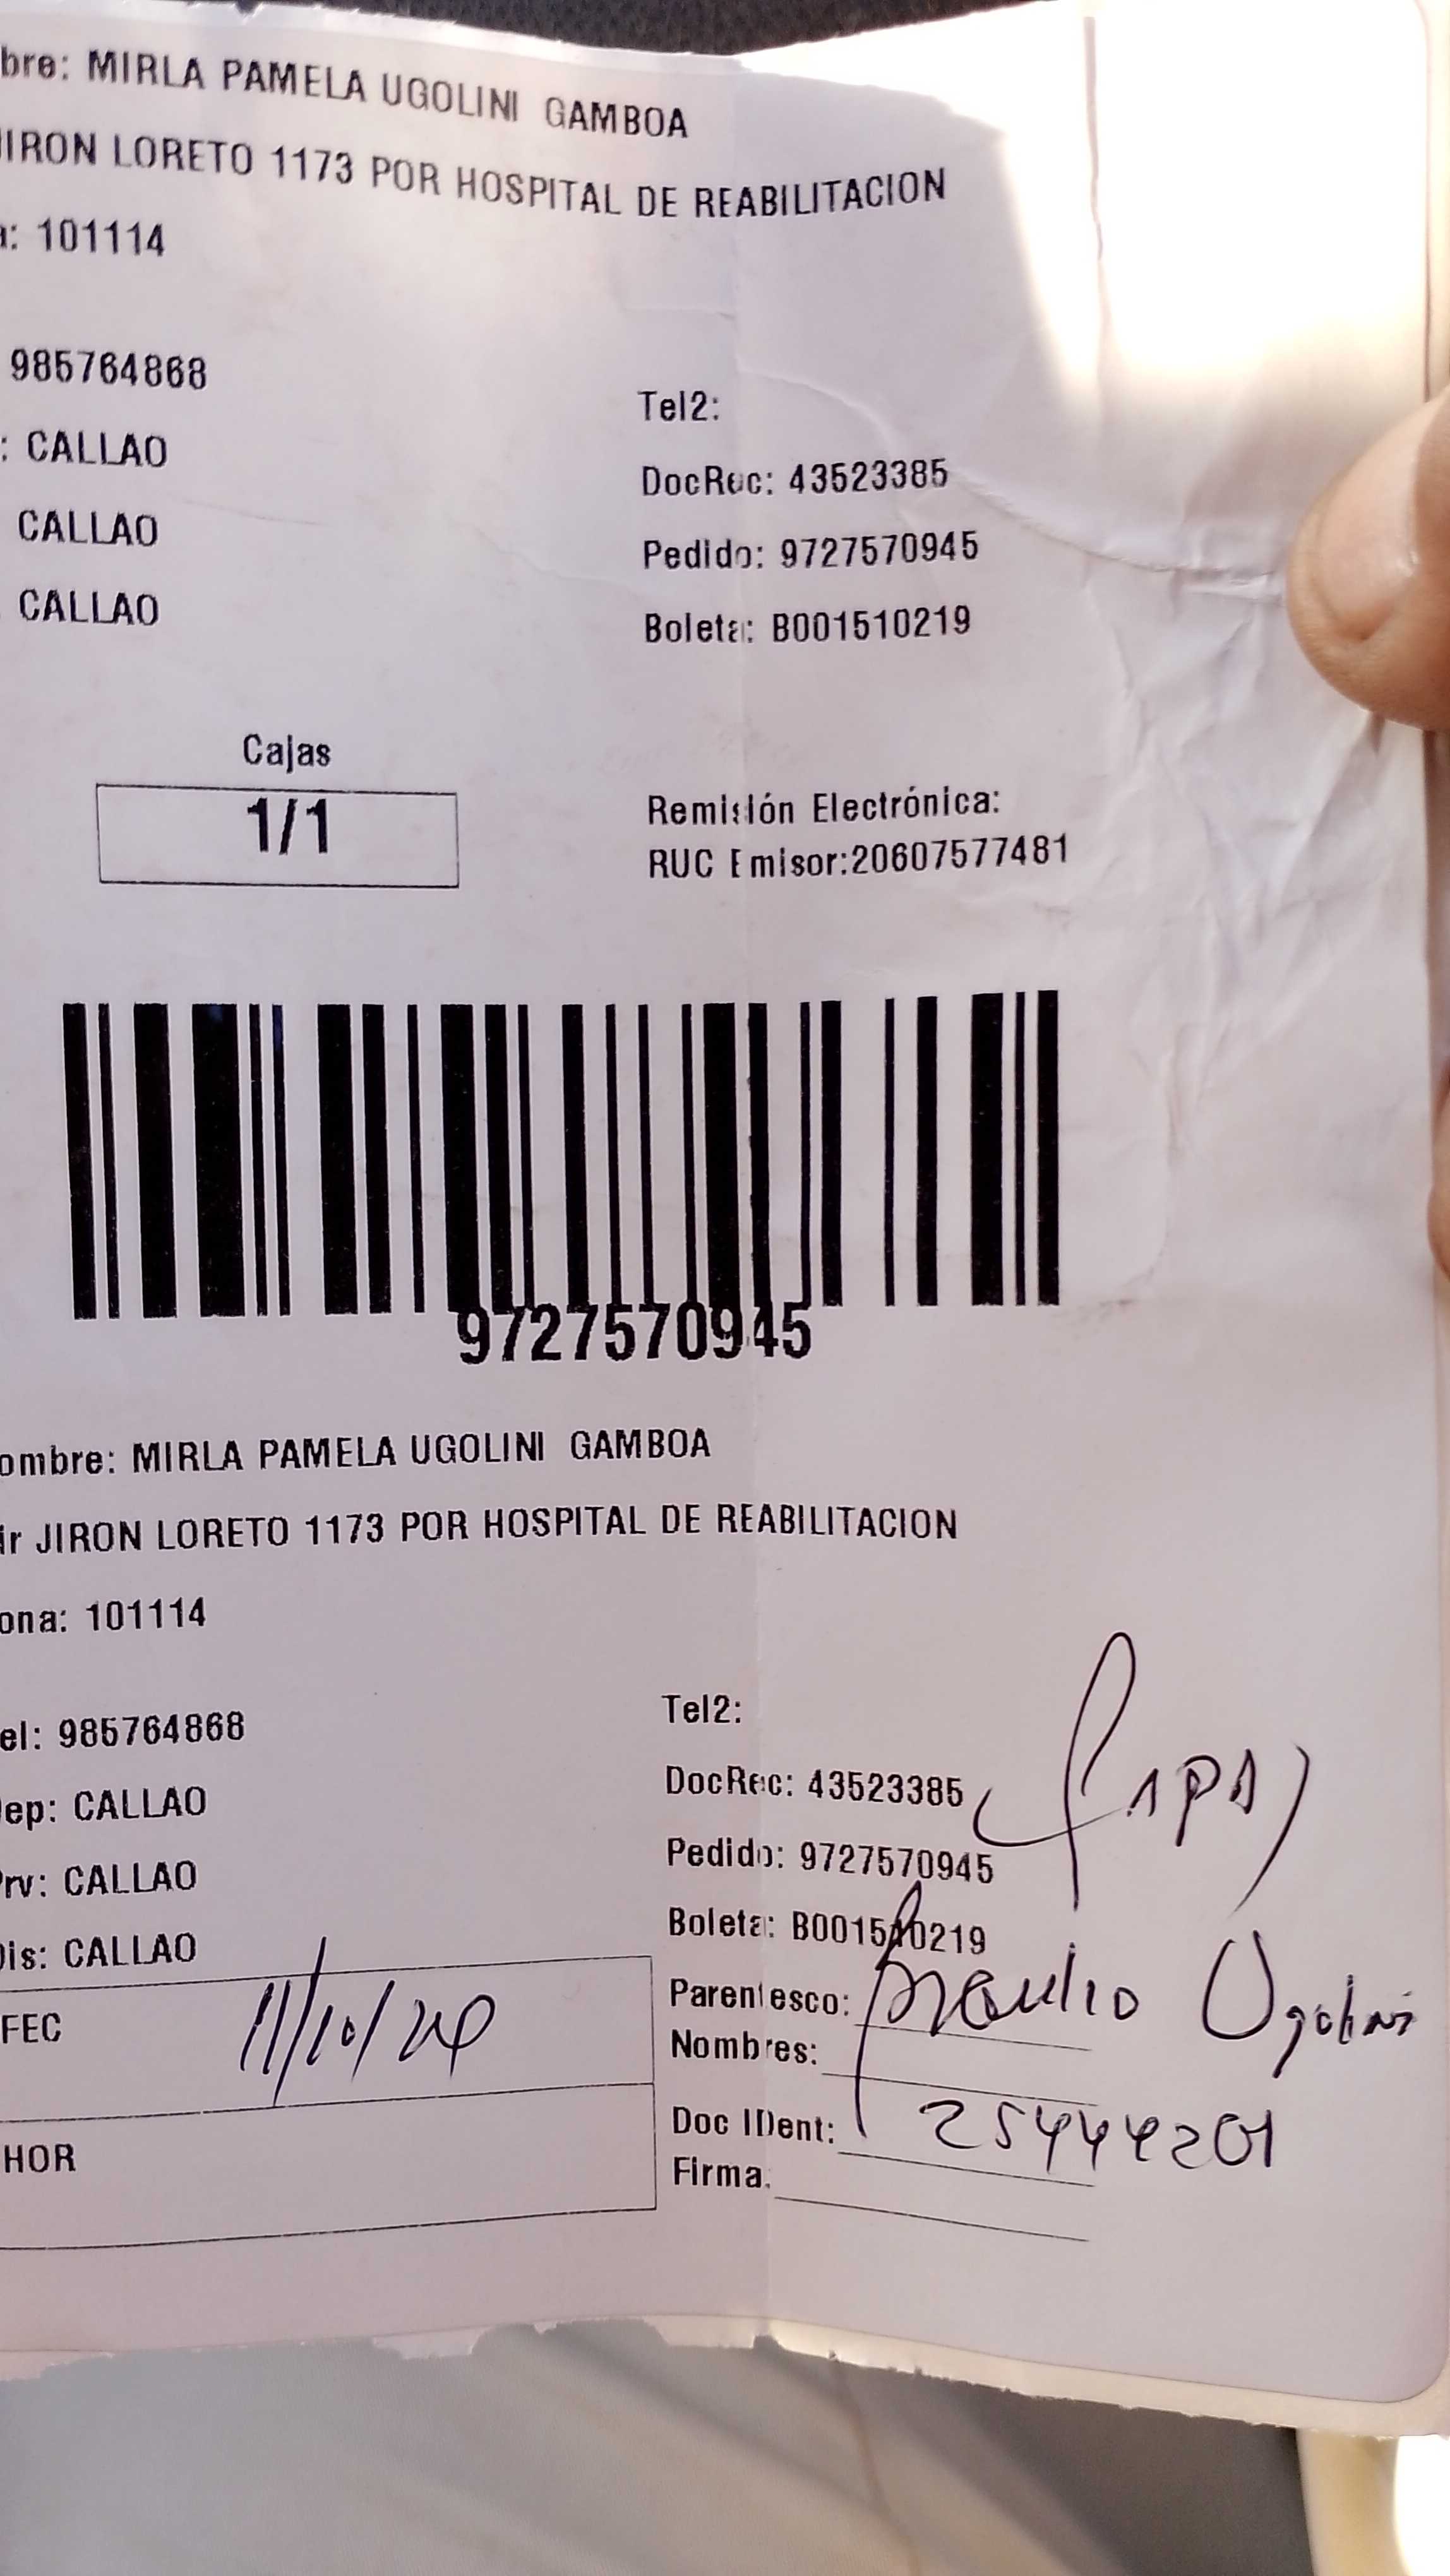 bre: MIRLA PAMELA UGOLINI GAMBOA
JIRON LORETO 1173 POR HOSPITAL DE REABILITACION
a: 101114
985764868
Tel2:
: CALLAO
DocRec: 43523385
CALLAO
Pedido: 9727570945
CALLAO
Boleta: B001510219
Cajas
1/1
Remisión Electrónica:
RUC Emisor:20607577481
9727570945
ombre: MIRLA PAMELA UGOLINI GAMBOA
ir JIRON LORETO 1173 POR HOSPITAL DE REABILITACION
ona: 101114
el: 985764868
Tel2:
ep: CALLAO
DocRec: 43523385
(PAPA)
rv: CALLAO
Pedido: 9727570945
Dis: CALLAO
Boleta: B001510219
FEC 11/10/24
Parentesco: Braulio Ugolini
Nombres:
Doc IDent: 25444201
HOR
Firma: